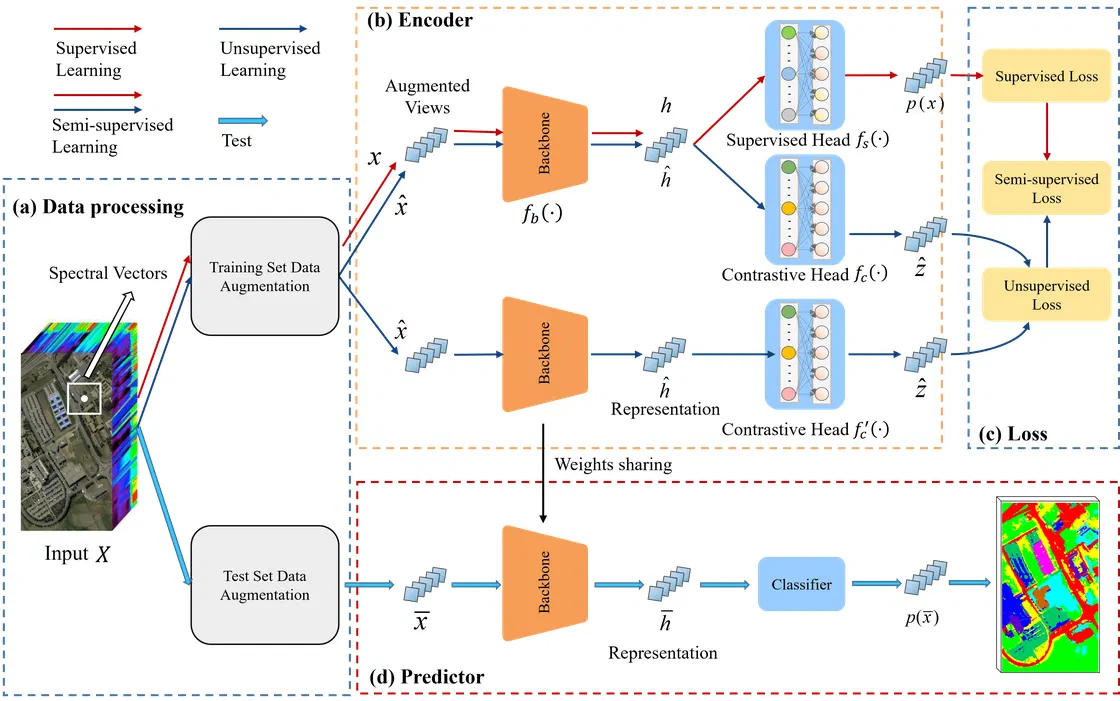 Supervised
Learning
Unsupervised
Learning
Semi-supervised
Learning
Test
(a) Data processing
Spectral Vectors
Training Set Data
Augmentation
Input X
Test Set Data
Augmentation
(b) Encoder
Augmented
Views
x
x̂
x̂
Backbone
f_b(·)
h
ĥ
Supervised Head f_s(·)
p(x)
Contrastive Head f_c(·)
ẑ
Backbone
ĥ
Representation
Contrastive Head f_c′(·)
ẑ
Supervised Loss
Semi-supervised
Loss
Unsupervised
Loss
(c) Loss
Weights sharing
x̅
Backbone
h̅
Representation
Classifier
p(x̅)
(d) Predictor